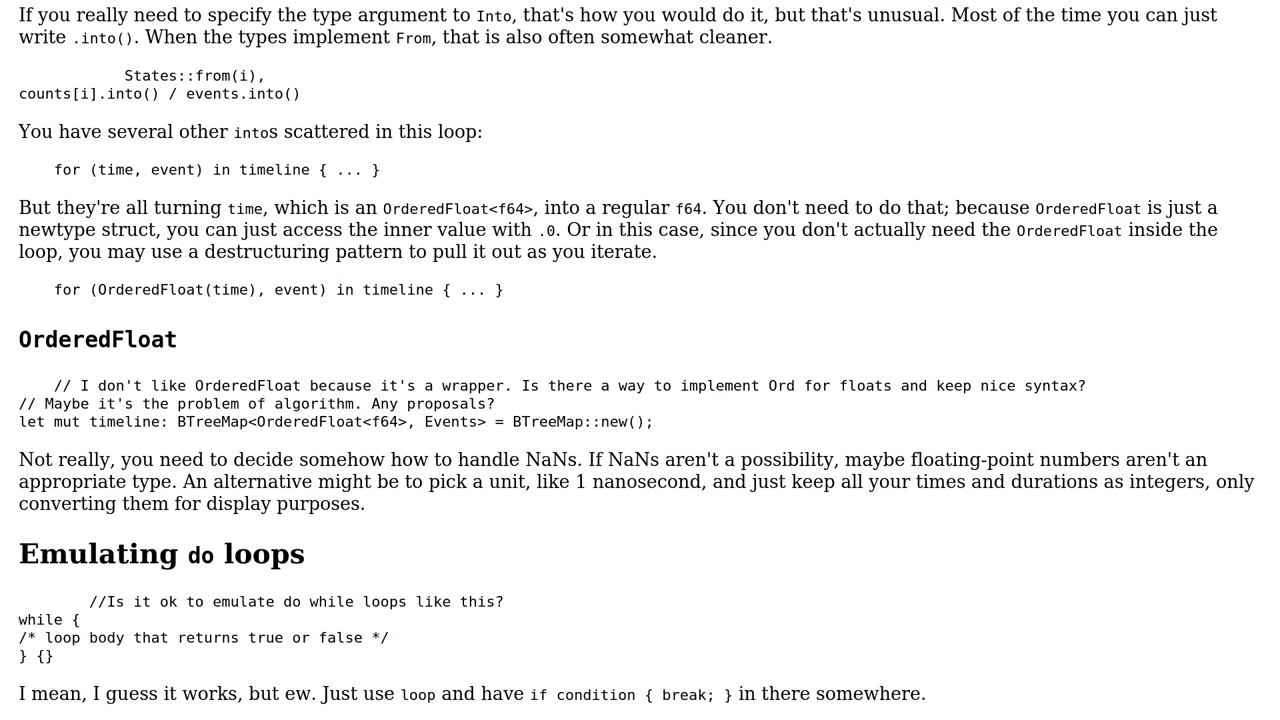 If you really need to specify the type argument to Into, that's how you would do it, but that's unusual. Most of the time you can just
write .into(). When the types implement From, that is also often somewhat cleaner.
            States::from(i),
counts[i].into() / events.into()
You have several other intos scattered in this loop:
    for (time, event) in timeline { ... }
But they're all turning time, which is an OrderedFloat<f64>, into a regular f64. You don't need to do that; because OrderedFloat is just a
newtype struct, you can just access the inner value with .0. Or in this case, since you don't actually need the OrderedFloat inside the
loop, you may use a destructuring pattern to pull it out as you iterate.
    for (OrderedFloat(time), event) in timeline { ... }
OrderedFloat
    // I don't like OrderedFloat because it's a wrapper. Is there a way to implement Ord for floats and keep nice syntax?
// Maybe it's the problem of algorithm. Any proposals?
let mut timeline: BTreeMap<OrderedFloat<f64>, Events> = BTreeMap::new();
Not really, you need to decide somehow how to handle NaNs. If NaNs aren't a possibility, maybe floating-point numbers aren't an
appropriate type. An alternative might be to pick a unit, like 1 nanosecond, and just keep all your times and durations as integers, only
converting them for display purposes.
Emulating do loops
        //Is it ok to emulate do while loops like this?
while {
/* loop body that returns true or false */
} {}
I mean, I guess it works, but ew. Just use loop and have if condition { break; } in there somewhere.